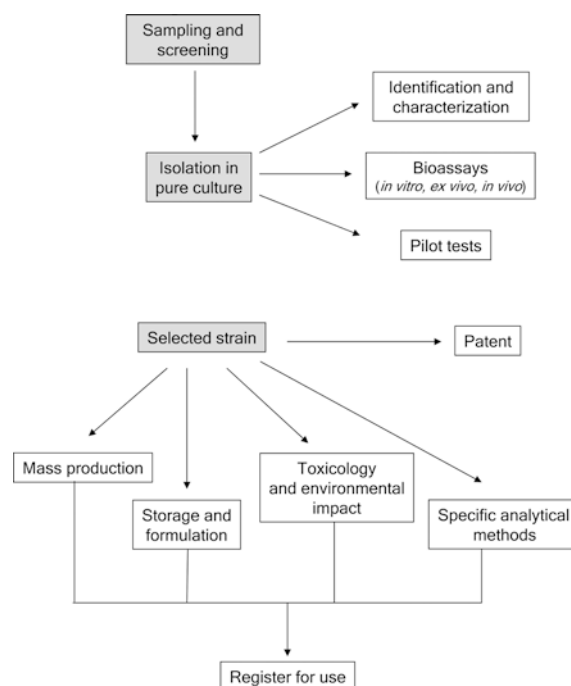 Sampling and
screening
Identification and
characterization
Isolation in
pure culture
Bioassays
(in vitro, ex vivo, in vivo)
Pilot tests
Selected strain
Patent
Mass production
Storage and
formulation
Toxicology
and environmental
impact
Specific analytical
methods
Register for use